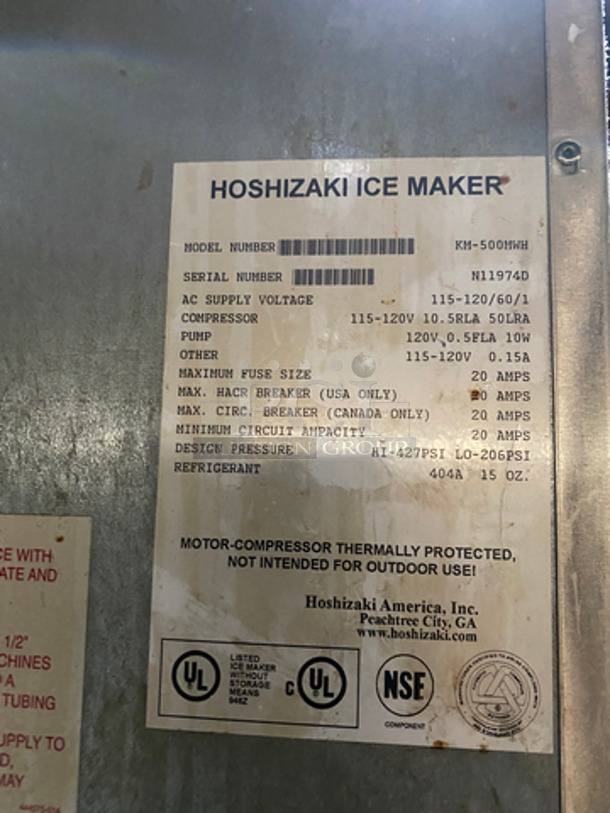 HOSHIZAKI ICE MAKER
MODEL NUMBER KM-500MWH
SERIAL NUMBER N11974D
AC SUPPLY VOLTAGE 115-120/60/1
COMPRESSOR 115-120V 10.5RLA 50LRA
PUMP 120V 0.5FLA 10W
OTHER 115-120V 0.15A
MAXIMUM FUSE SIZE 20 AMPS
MAX. HACR BREAKER (USA ONLY) 20 AMPS
MAX. CIRC. BREAKER (CANADA ONLY) 20 AMPS
MINIMUM CIRCUIT AMPACITY 20 AMPS
DESIGN PRESSURE HI-427PSI LO-206PSI
REFRIGERANT 404A 15 OZ.
MOTOR-COMPRESSOR THERMALLY PROTECTED,
NOT INTENDED FOR OUTDOOR USE!
Hoshizaki America, Inc.
Peachtree City, GA
www.hoshizaki.com
UL
LISTED
ICE MAKER
WITHOUT
STORAGE
MEANS
946Z
C UL
NSF
COMPONENT
CE WITH
ATE AND
1/2"
CHINES
A
TUBING
UPPLY TO
D,
MAY
GROUP